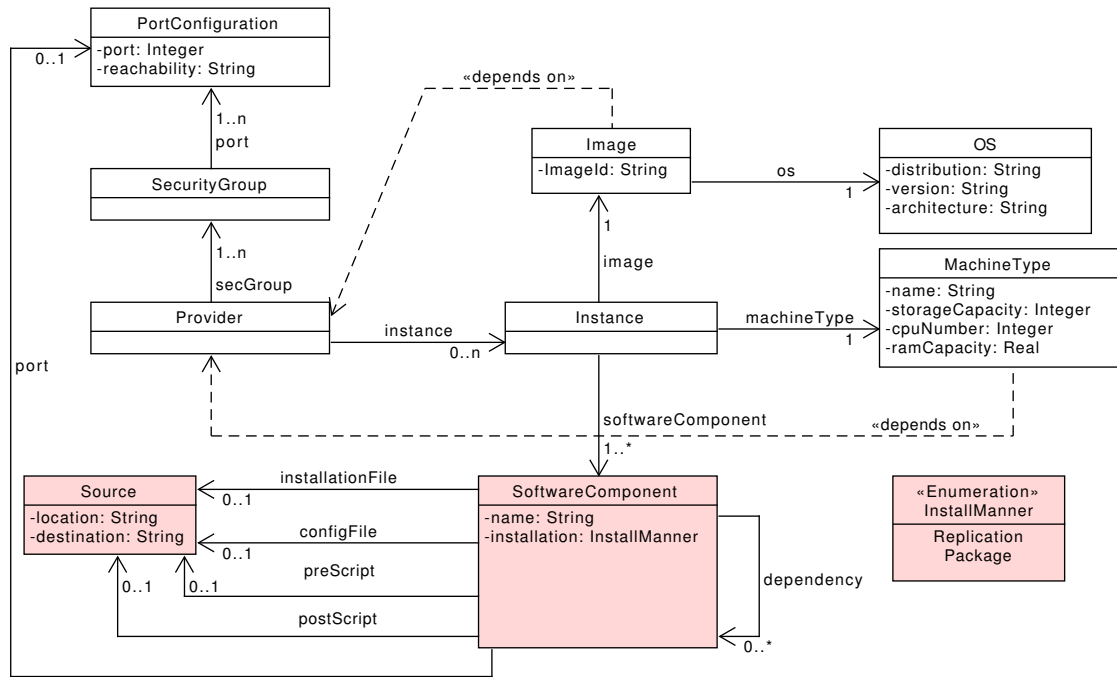 PortConfiguration
-port: Integer
-reachability: String
0..1
«depends on»
1..n
port
Image
-ImageId: String
os
1
OS
-distribution: String
-version: String
-architecture: String
SecurityGroup
1..n
secGroup
1
image
MachineType
-name: String
-storageCapacity: Integer
-cpuNumber: Integer
-ramCapacity: Real
Provider
instance
0..n
Instance
machineType
1
port
softwareComponent
«depends on»
1..*
Source
-location: String
-destination: String
installationFile
0..1
configFile
0..1
preScript
0..1
0..1
postScript
SoftwareComponent
-name: String
-installation: InstallManner
dependency
0..*
«Enumeration»
InstallManner
Replication
Package